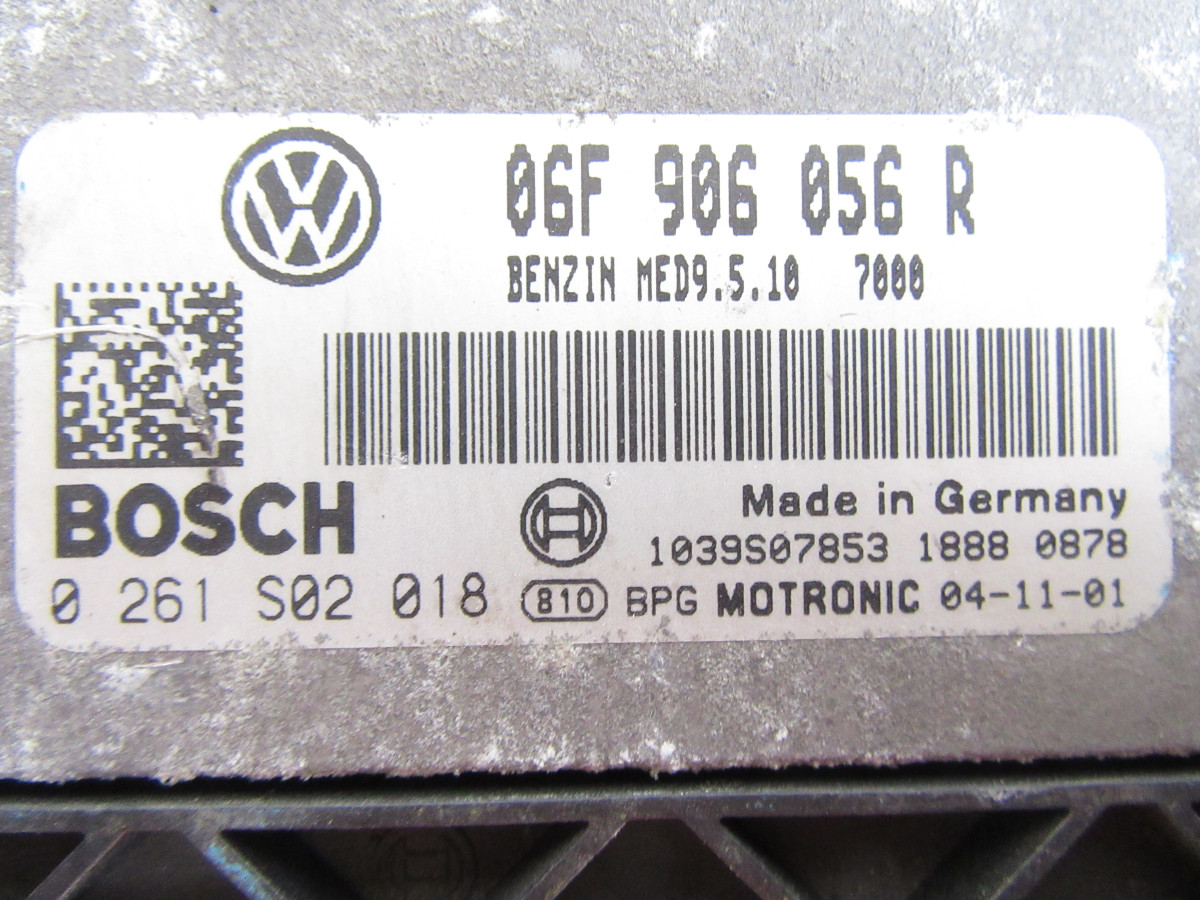 06F 906 056 R
BENZIN MED9.5.10 7000
BOSCH
Made in Germany
1039S07853 1888 0878
0 261 S02 018 810 BPG MOTRONIC 04-11-01